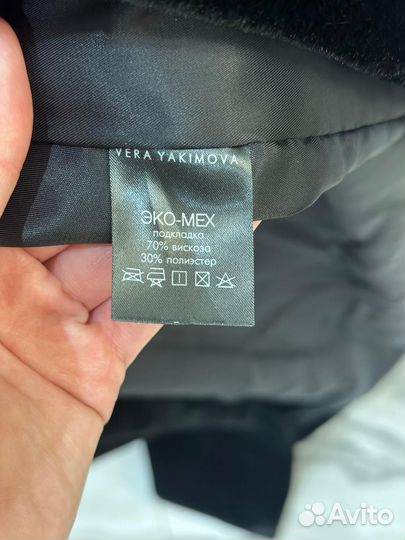 VERA YAKIMOVA
ЭКО-МЕХ
подкладка
70% вискоза
30% полиэстер
Avito